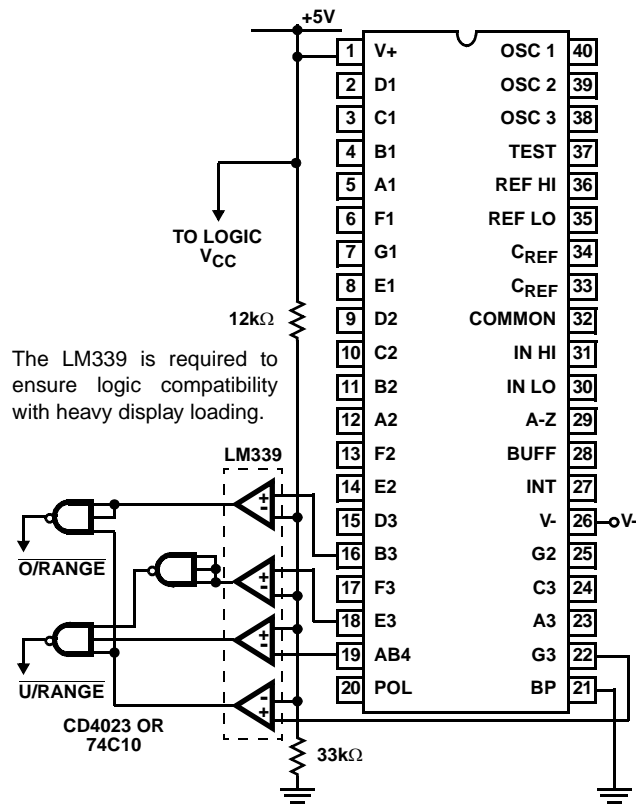 +5V
1 V+ OSC 1 40
2 D1 OSC 2 39
3 C1 OSC 3 38
4 B1 TEST 37
5 A1 REF HI 36
6 F1 REF LO 35
TO LOGIC
VCC
7 G1 CREF 34
8 E1 CREF 33
12kΩ
9 D2 COMMON 32
10 C2 IN HI 31
11 B2 IN LO 30
12 A2 A-Z 29
13 F2 BUFF 28
14 E2 INT 27
15 D3 V- 26 V-
16 B3 G2 25
17 F3 C3 24
18 E3 A3 23
19 AB4 G3 22
20 POL BP 21
The LM339 is required to
ensure logic compatibility
with heavy display loading.
LM339
+
-
O/RANGE
+
-
-
+
U/RANGE
-
+
CD4023 OR
74C10
33kΩ